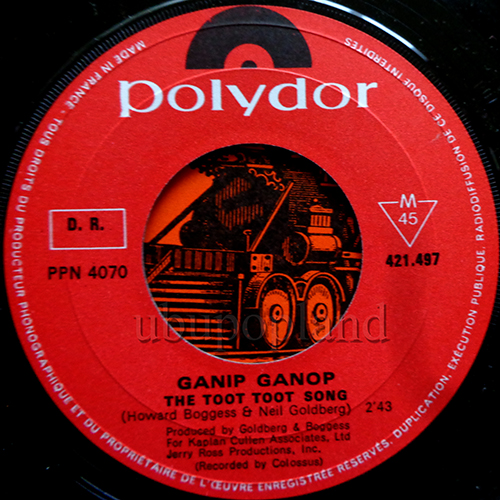 polydor
MADE IN FRANCE • TOUS DROITS DU PRODUCTEUR PHONOGRAPHIQUE ET DU PROPRIÉTAIRE DE L'ŒUVRE ENREGISTRÉE RÉSERVÉS, DUPLICATION, EXÉCUTION PUBLIQUE, RADIODIFFUSION DE CE DISQUE INTERDITES
D. R.
PPN 4070
M
45
421.497
ubuponland
GANIP GANOP
THE TOOT TOOT SONG
(Howard Boggess & Neil Goldberg) 2'43
Produced by Goldberg & Boggess
For Kaplan Cullen Associates, Ltd
Jerry Ross Productions, Inc.
(Recorded by Colossus)